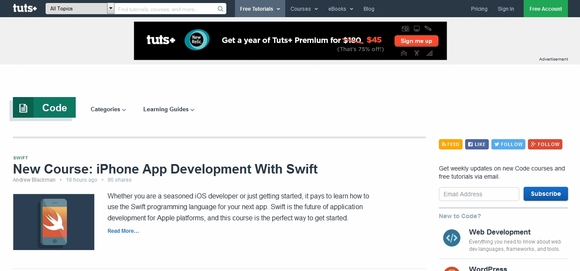 tuts+ All Topics Find tutorials, courses, and more... Free Tutorials Courses eBooks Blog Pricing Sign In Free Account
tuts+ New Relic Get a year of Tuts+ Premium for $180 $45 Sign me up
(That's 75% off!)
Advertisement
Code Categories Learning Guides
FEED LIKE FOLLOW FOLLOW
SWIFT
New Course: iPhone App Development With Swift
Andrew Blackman • 18 hours ago • 90 shares
Get weekly updates on new Code courses and
free tutorials via email.
Email Address Subscribe
Whether you are a seasoned iOS developer or just getting started, it pays to learn how to
use the Swift programming language for your next app. Swift is the future of application
development for Apple platforms, and this course is the perfect way to get started.
Read More...
New to Code?
Web Development
Everything you need to know about web
dev languages, frameworks, and tools.
WordPress